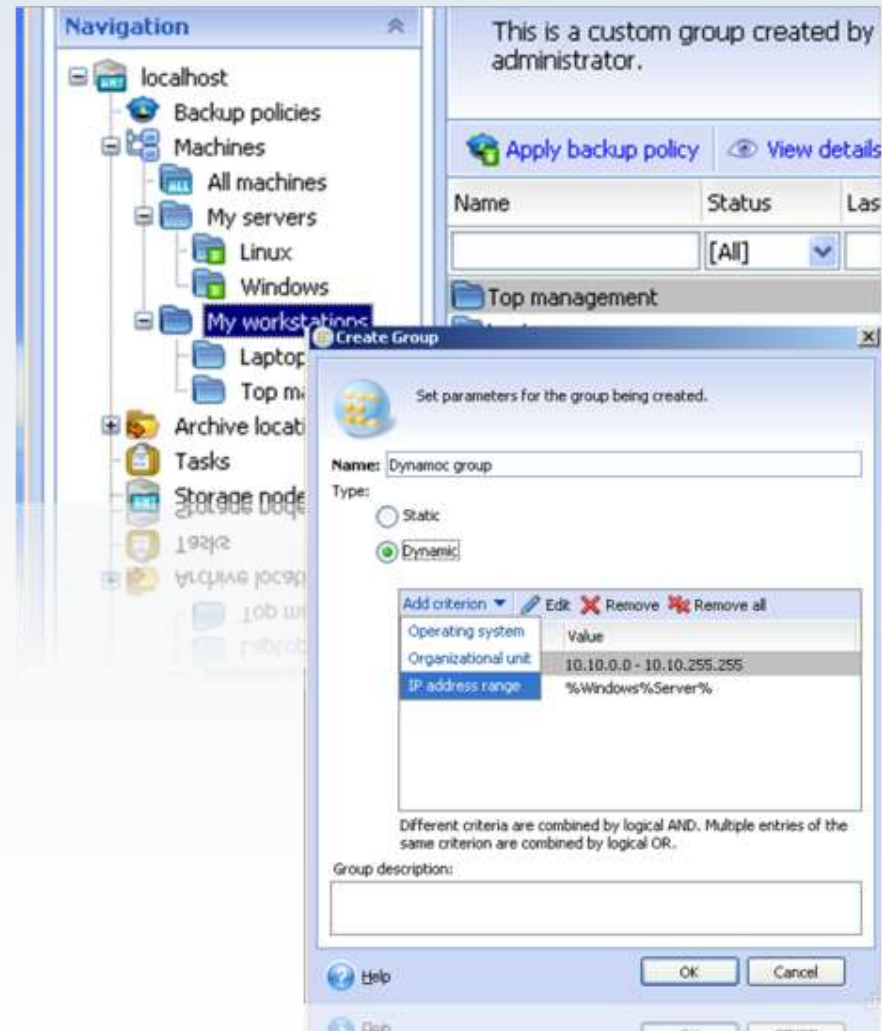 Navigation
localhost
Backup policies
Machines
ALL
All machines
My servers
Linux
Windows
My workstations
Laptop
Top ma
Archive locati
Tasks
Storage node
This is a custom group created by
administrator.
Apply backup policy View details
Name Status Las
[All]
Top management
Create Group
Set parameters for the group being created.
Name: Dynamoc group
Type:
Static
Dynamic
Add criterion Edit Remove Remove all
Operating system
Organizational unit
IP address range
Value
10.10.0.0 - 10.10.255.255
%Windows%Server%
Different criteria are combined by logical AND. Multiple entries of the
same criterion are combined by logical OR.
Group description:
Help OK Cancel